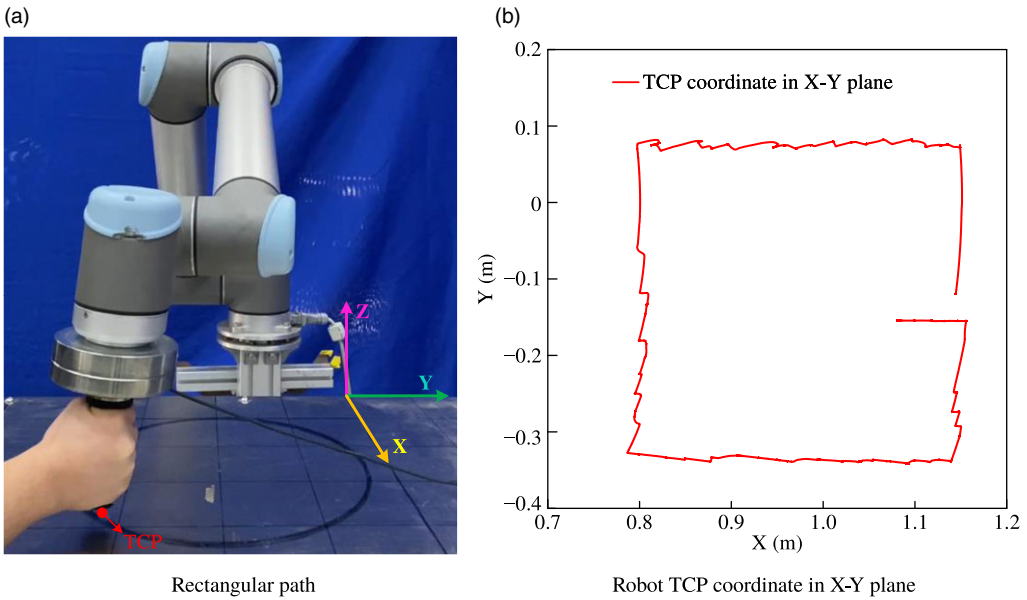 (a)
Z
Y
X
TCP
Rectangular path
(b)
0.2
TCP coordinate in X-Y plane
0.1
0
Y (m)
−0.1
−0.2
−0.3
−0.4
0.7 0.8 0.9 1.0 1.1 1.2
X (m)
Robot TCP coordinate in X-Y plane